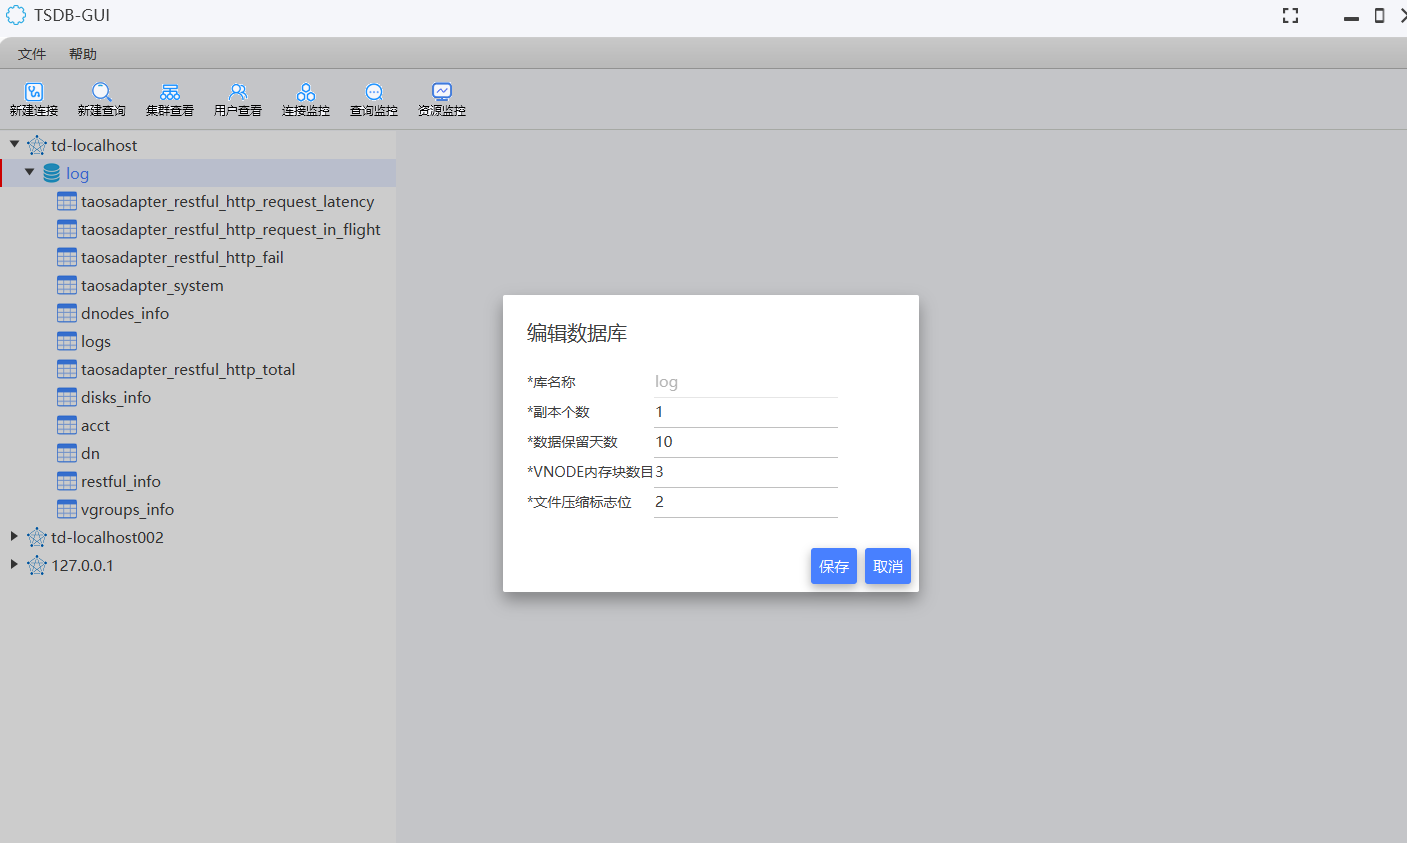 TSDB-GUI
文件 帮助
新建连接 新建查询 集群查看 用户查看 连接监控 查询监控 资源监控
td-localhost
log
taosadapter_restful_http_request_latency
taosadapter_restful_http_request_in_flight
taosadapter_restful_http_fail
taosadapter_system
dnodes_info
logs
taosadapter_restful_http_total
disks_info
acct
dn
restful_info
vgroups_info
td-localhost002
127.0.0.1
编辑数据库
*库名称 log
*副本个数 1
*数据保留天数 10
*VNODE内存块数目 3
*文件压缩标志位 2
保存 取消